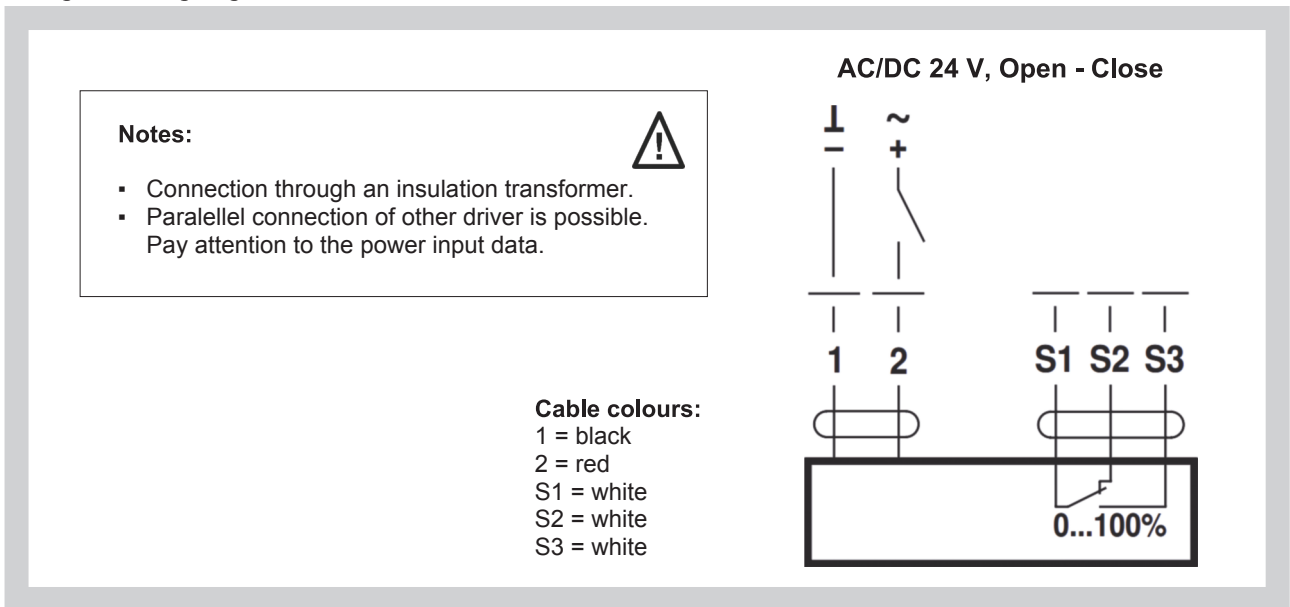 Notes:
▪ Connection through an insulation transformer.
▪ Paralellel connection of other driver is possible.
Pay attention to the power input data.
AC/DC 24 V, Open - Close
⊥ ~
– +
1 2 S1 S2 S3
Cable colours:
1 = black
2 = red
S1 = white
S2 = white
S3 = white
0...100%